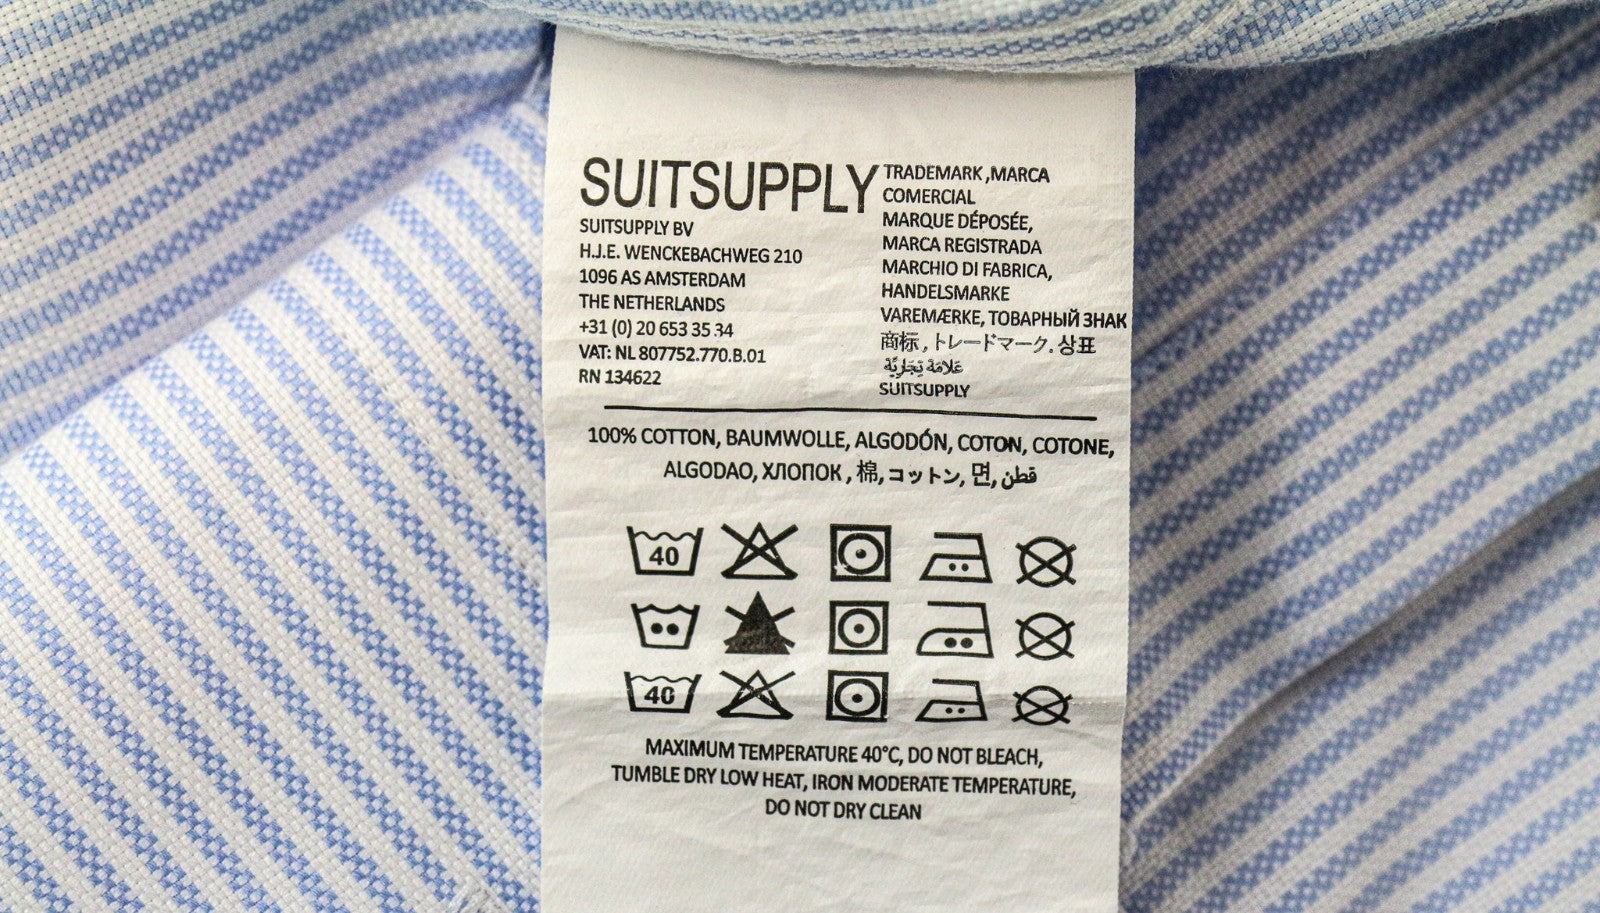 SUITSUPPLY
SUITSUPPLY BV
H.J.E. WENCKEBACHWEG 210
1096 AS AMSTERDAM
THE NETHERLANDS
+31 (0) 20 653 35 34
VAT: NL 807752.770.B.01
RN 134622
TRADEMARK ,MARCA
COMERCIAL
MARQUE DÉPOSÉE,
MARCA REGISTRADA
MARCHIO DI FABRICA,
HANDELSMARKE
VAREMÆRKE, ТОВАРНЫЙ ЗНАК
商标 , トレードマーク. 상표
عَلامَة تِجَارِيَّة
SUITSUPPLY
100% COTTON, BAUMWOLLE, ALGODÓN, COTON, COTONE,
ALGODAO, ХЛОПОК , 棉, コットン, 면, قطن
40
40
MAXIMUM TEMPERATURE 40°C, DO NOT BLEACH,
TUMBLE DRY LOW HEAT, IRON MODERATE TEMPERATURE,
DO NOT DRY CLEAN